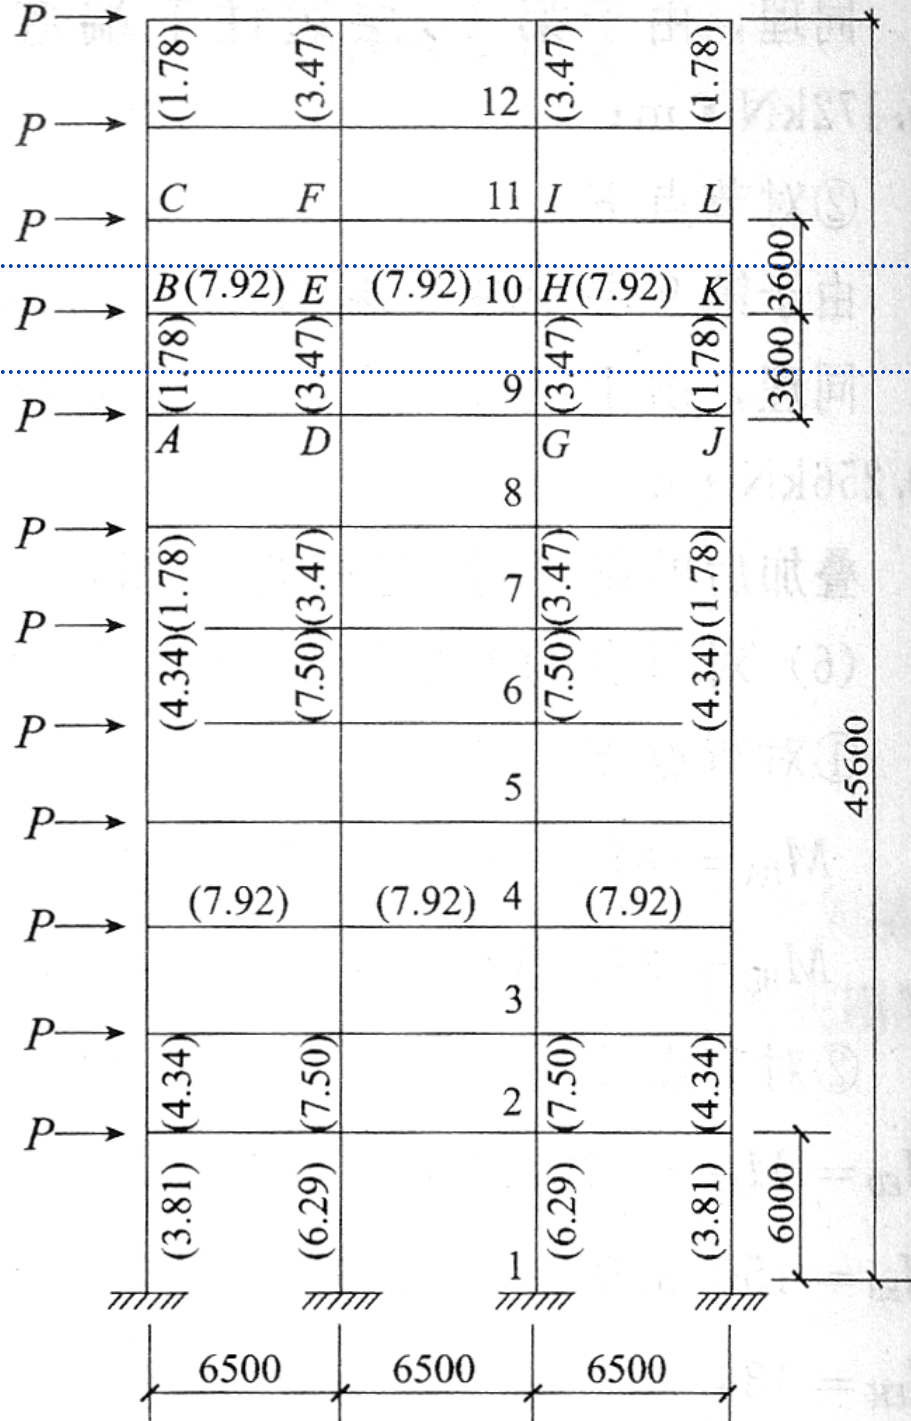 P
(1.78) (3.47) (3.47) (1.78)
P 12
P C F 11 I L
3600
P B (7.92) E (7.92) 10 H (7.92) K
(1.78) (3.47) (3.47) (1.78) 3600
P 9
A D G J
8
P
(1.78) (3.47) (3.47) (1.78)
7
P
(4.34) (7.50) 6 (7.50) (4.34)
P
5 45600
P
(7.92) (7.92) 4 (7.92)
P
3
P
(4.34) (7.50) 2 (7.50) (4.34)
P
(3.81) (6.29) (6.29) (3.81) 6000
1
6500 6500 6500